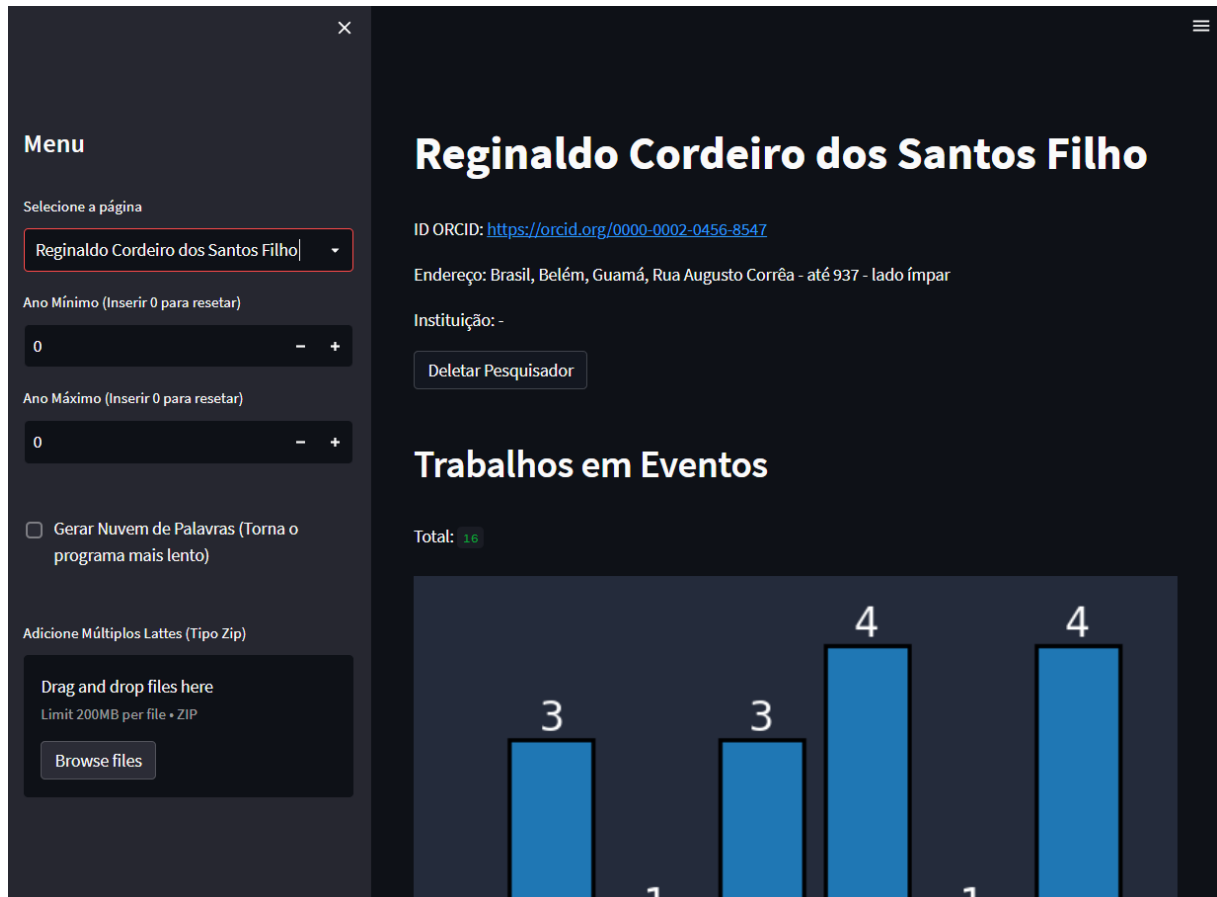 Menu
Selecione a página
Reginaldo Cordeiro dos Santos Filho
Ano Mínimo (Inserir 0 para resetar)
0
Ano Máximo (Inserir 0 para resetar)
0
Gerar Nuvem de Palavras (Torna o
programa mais lento)
Adicione Múltiplos Lattes (Tipo Zip)
Drag and drop files here
Limit 200MB per file • ZIP
Browse files
Reginaldo Cordeiro dos Santos Filho
ID ORCID: https://orcid.org/0000-0002-0456-8547
Endereço: Brasil, Belém, Guamá, Rua Augusto Corrêa - até 937 - lado ímpar
Instituição: -
Deletar Pesquisador
Trabalhos em Eventos
Total: 16
4 4
3 3
1 1